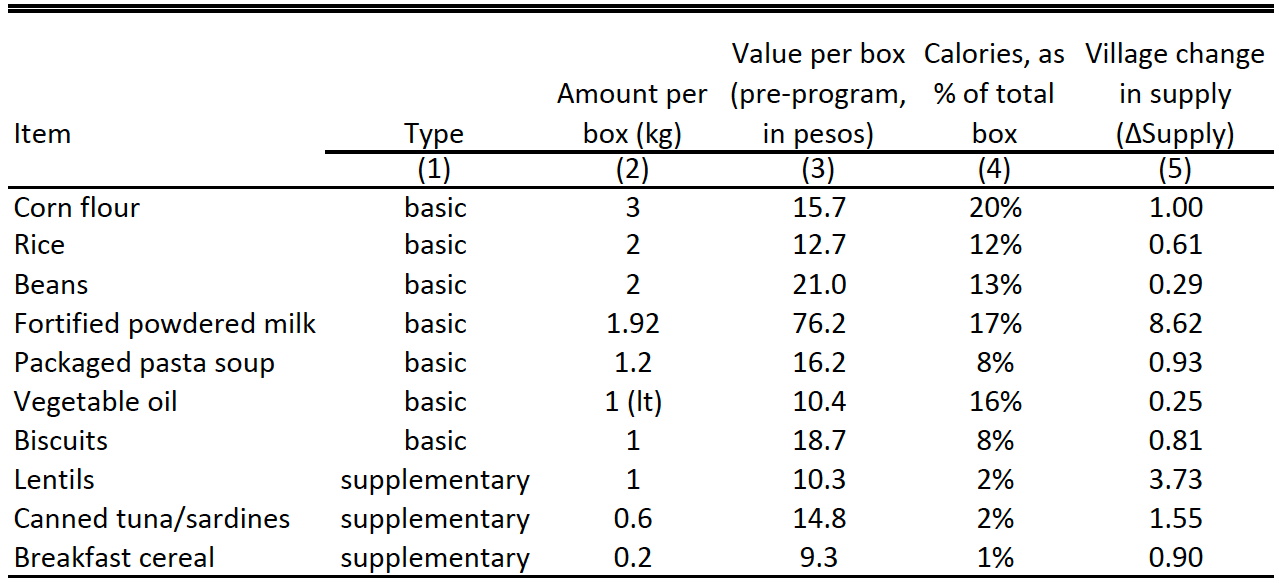 Value per box Calories, as Village change
Amount per (pre-program, % of total in supply
Item Type box (kg) in pesos) box (ΔSupply)
(1) (2) (3) (4) (5)
Corn flour basic 3 15.7 20% 1.00
Rice basic 2 12.7 12% 0.61
Beans basic 2 21.0 13% 0.29
Fortified powdered milk basic 1.92 76.2 17% 8.62
Packaged pasta soup basic 1.2 16.2 8% 0.93
Vegetable oil basic 1 (lt) 10.4 16% 0.25
Biscuits basic 1 18.7 8% 0.81
Lentils supplementary 1 10.3 2% 3.73
Canned tuna/sardines supplementary 0.6 14.8 2% 1.55
Breakfast cereal supplementary 0.2 9.3 1% 0.90